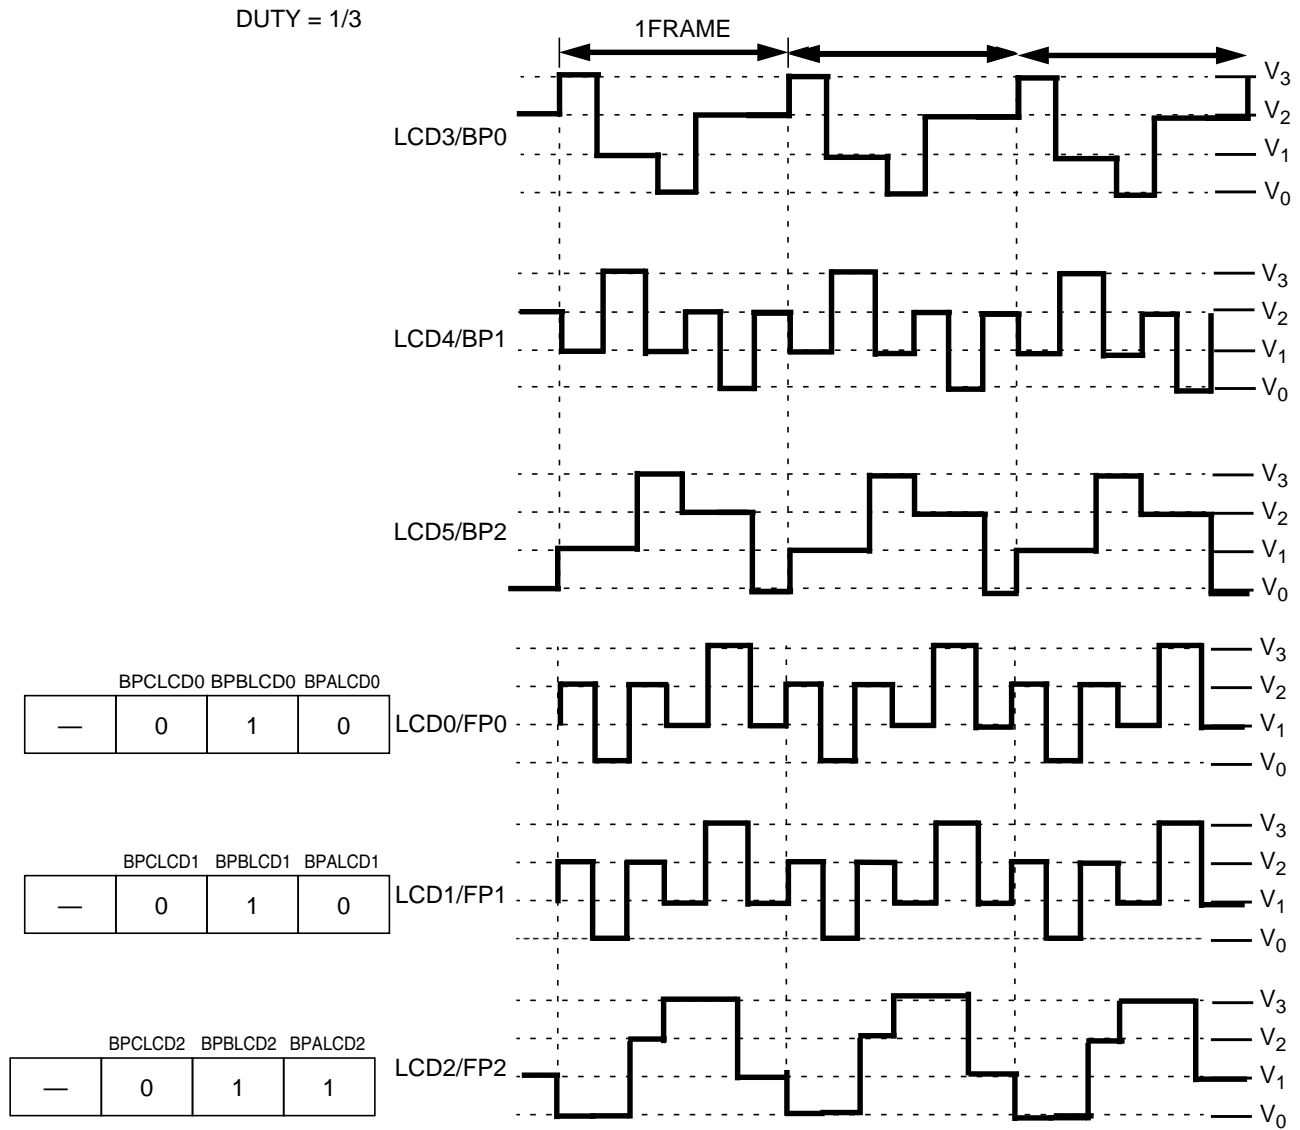 DUTY = 1/3
1FRAME
LCD3/BP0
V3
V2
V1
V0
LCD4/BP1
V3
V2
V1
V0
LCD5/BP2
V3
V2
V1
V0
BPCLCD0 BPBLCD0 BPALCD0
— 0 1 0
LCD0/FP0
V3
V2
V1
V0
BPCLCD1 BPBLCD1 BPALCD1
— 0 1 0
LCD1/FP1
V3
V2
V1
V0
BPCLCD2 BPBLCD2 BPALCD2
— 0 1 1
LCD2/FP2
V3
V2
V1
V0